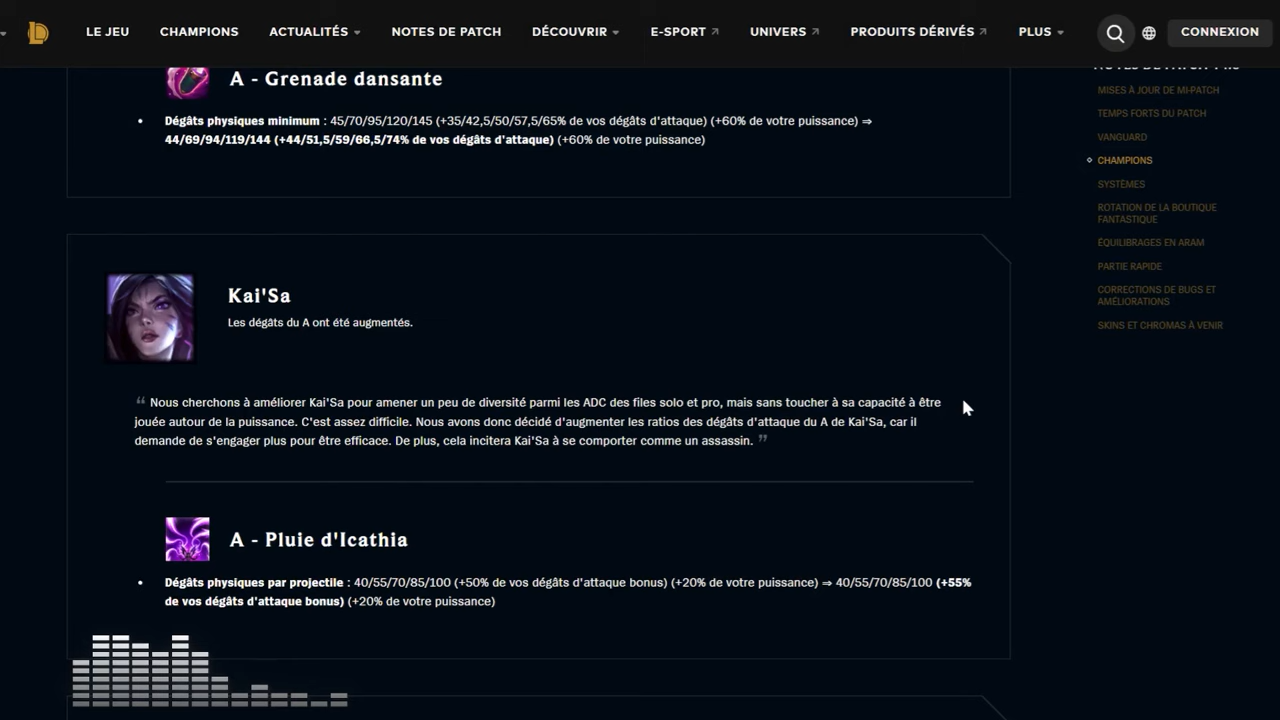 LE JEU CHAMPIONS ACTUALITÉS NOTES DE PATCH DÉCOUVRIR E-SPORT UNIVERS PRODUITS DÉRIVÉS PLUS CONNEXION
A - Grenade dansante
Dégâts physiques minimum : 45/70/95/120/145 (+35/42,5/50/57,5/65% de vos dégâts d'attaque) (+60% de votre puissance) ⇒
44/69/94/119/144 (+44/51,5/59/66,5/74% de vos dégâts d'attaque) (+60% de votre puissance)
Kai'Sa
Les dégâts du A ont été augmentés.
“ Nous cherchons à améliorer Kai'Sa pour amener un peu de diversité parmi les ADC des files solo et pro, mais sans toucher à sa capacité à être
jouée autour de la puissance. C'est assez difficile. Nous avons donc décidé d'augmenter les ratios des dégâts d'attaque du A de Kai'Sa, car il
demande de s'engager plus pour être efficace. De plus, cela incitera Kai'Sa à se comporter comme un assassin. ”
A - Pluie d'Icathia
Dégâts physiques par projectile : 40/55/70/85/100 (+50% de vos dégâts d'attaque bonus) (+20% de votre puissance) ⇒ 40/55/70/85/100 (+55%
de vos dégâts d'attaque bonus) (+20% de votre puissance)
MISES À JOUR DE MI-PATCH
TEMPS FORTS DU PATCH
VANGUARD
CHAMPIONS
SYSTÈMES
ROTATION DE LA BOUTIQUE
FANTASTIQUE
ÉQUILIBRAGES EN ARAM
PARTIE RAPIDE
CORRECTIONS DE BUGS ET
AMÉLIORATIONS
SKINS ET CHROMAS À VENIR